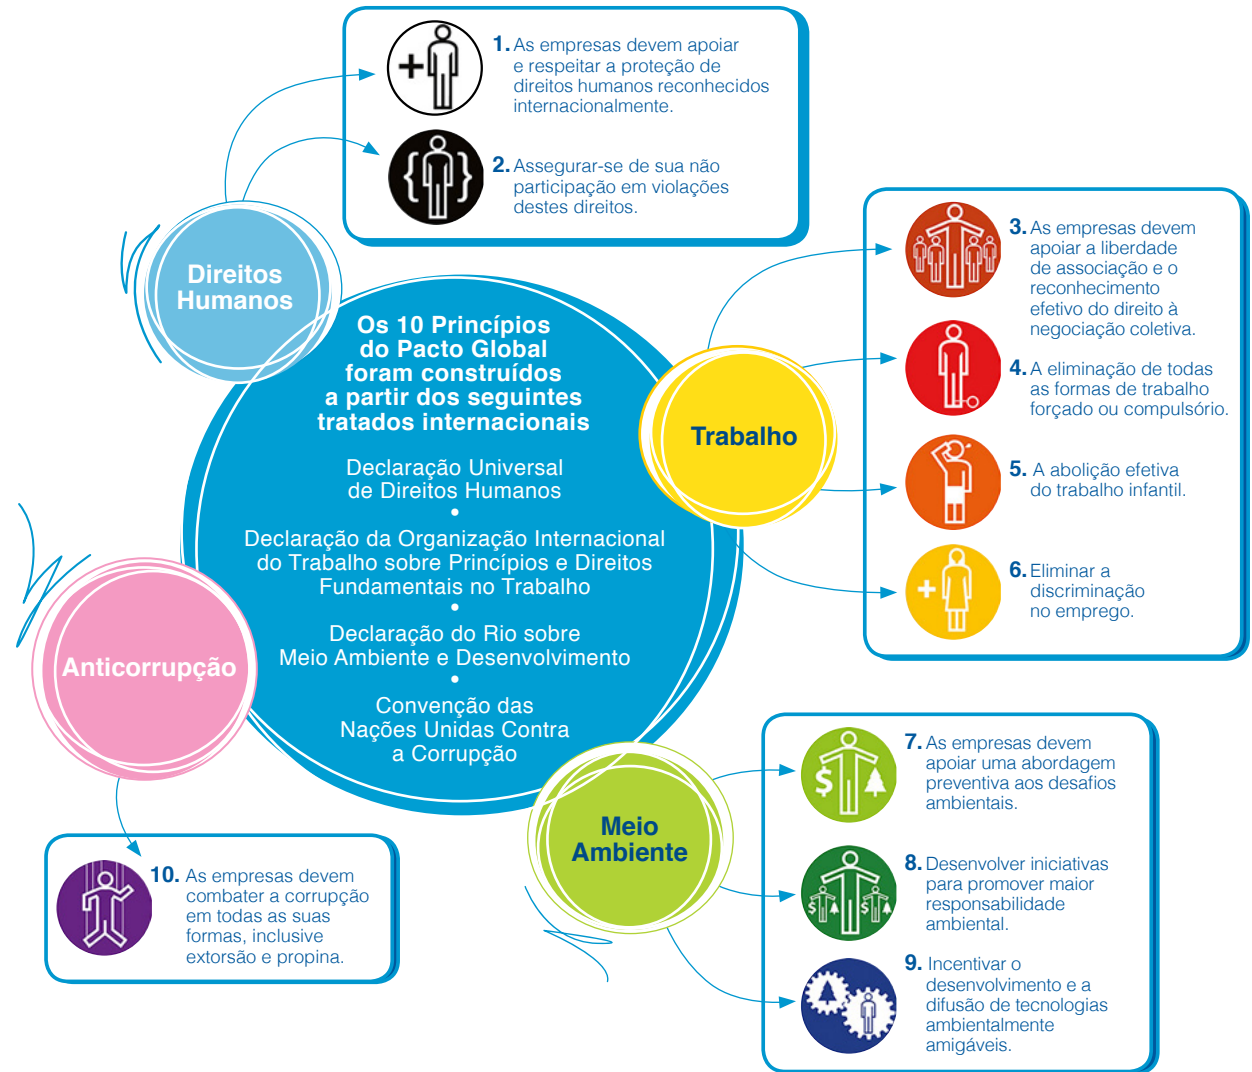 1. As empresas devem apoiar
e respeitar a proteção de
direitos humanos reconhecidos
internacionalmente.
2. Assegurar-se de sua não
participação em violações
destes direitos.
Direitos
Humanos
Os 10 Princípios
do Pacto Global
foram construídos
a partir dos seguintes
tratados internacionais
Declaração Universal
de Direitos Humanos
•
Declaração da Organização Internacional
do Trabalho sobre Princípios e Direitos
Fundamentais no Trabalho
•
Declaração do Rio sobre
Meio Ambiente e Desenvolvimento
•
Convenção das
Nações Unidas Contra
a Corrupção
Trabalho
3. As empresas devem
apoiar a liberdade
de associação e o
reconhecimento
efetivo do direito à
negociação coletiva.
4. A eliminação de todas
as formas de trabalho
forçado ou compulsório.
5. A abolição efetiva
do trabalho infantil.
6. Eliminar a
discriminação
no emprego.
Meio
Ambiente
$
7. As empresas devem
apoiar uma abordagem
preventiva aos desafios
ambientais.
$ $
8. Desenvolver iniciativas
para promover maior
responsabilidade
ambiental.
9. Incentivar o
desenvolvimento e a
difusão de tecnologias
ambientalmente
amigáveis.
Anticorrupção
10. As empresas devem
combater a corrupção
em todas as suas
formas, inclusive
extorsão e propina.